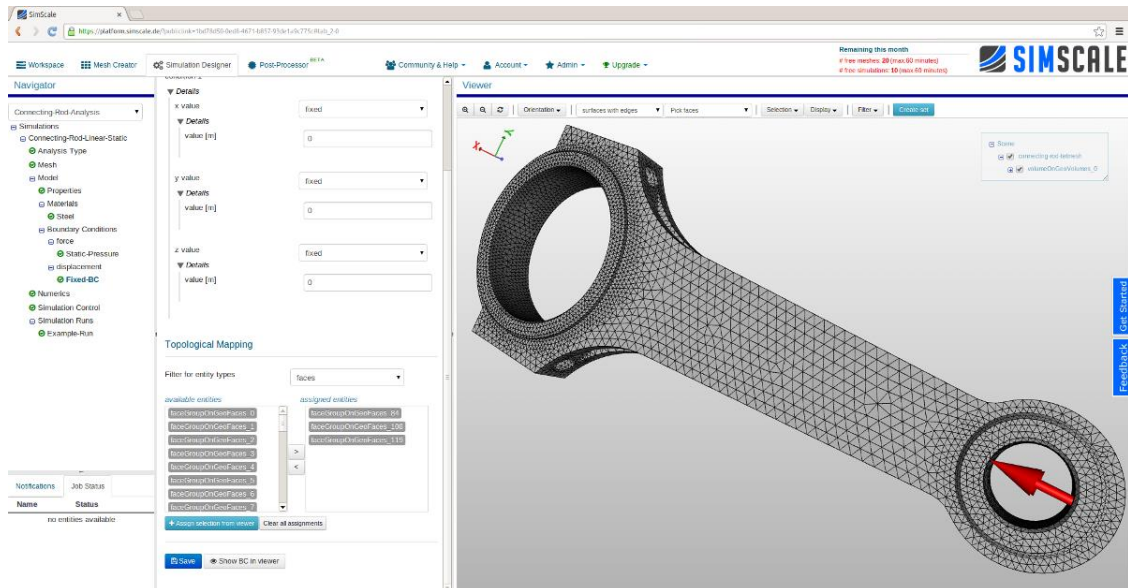 SimScale
https://platform.simscale.de/
Workspace
Mesh Creator
Simulation Designer
Post-Processor BETA
Community & Help
Account
Admin
Upgrade
Remaining this month
# free meshes: 20 (max.60 minutes)
# free simulations: 10 (max.60 minutes)
SIMSCALE
Navigator
Connecting-Rod-Analysis
Simulations
Connecting-Rod-Linear-Static
Analysis Type
Mesh
Model
Properties
Materials
Steel
Boundary Conditions
force
Static-Pressure
displacement
Fixed-BC
Numerics
Simulation Control
Simulation Runs
Example-Run
Notifications Job Status
Name Status
no entities available
condition 1
Details
x value fixed
Details
value [m] 0
y value fixed
Details
value [m] 0
z value fixed
Details
value [m] 0
Topological Mapping
Filter for entity types faces
available entities assigned entities
faceGroupOnGeoFaces_0 faceGroupOnGeoFaces_84
faceGroupOnGeoFaces_1 faceGroupOnGeoFaces_108
faceGroupOnGeoFaces_2 faceGroupOnGeoFaces_119
faceGroupOnGeoFaces_3
faceGroupOnGeoFaces_4
faceGroupOnGeoFaces_5
faceGroupOnGeoFaces_6
faceGroupOnGeoFaces_7
>
<
+ Assign selection from viewer Clear all assignments
Save Show BC in viewer
Viewer
Orientation surfaces with edges Pick faces Selection Display Filter Create set
X Y
Scene
volumeOnGeoVolumes_0
Get Started
Feedback